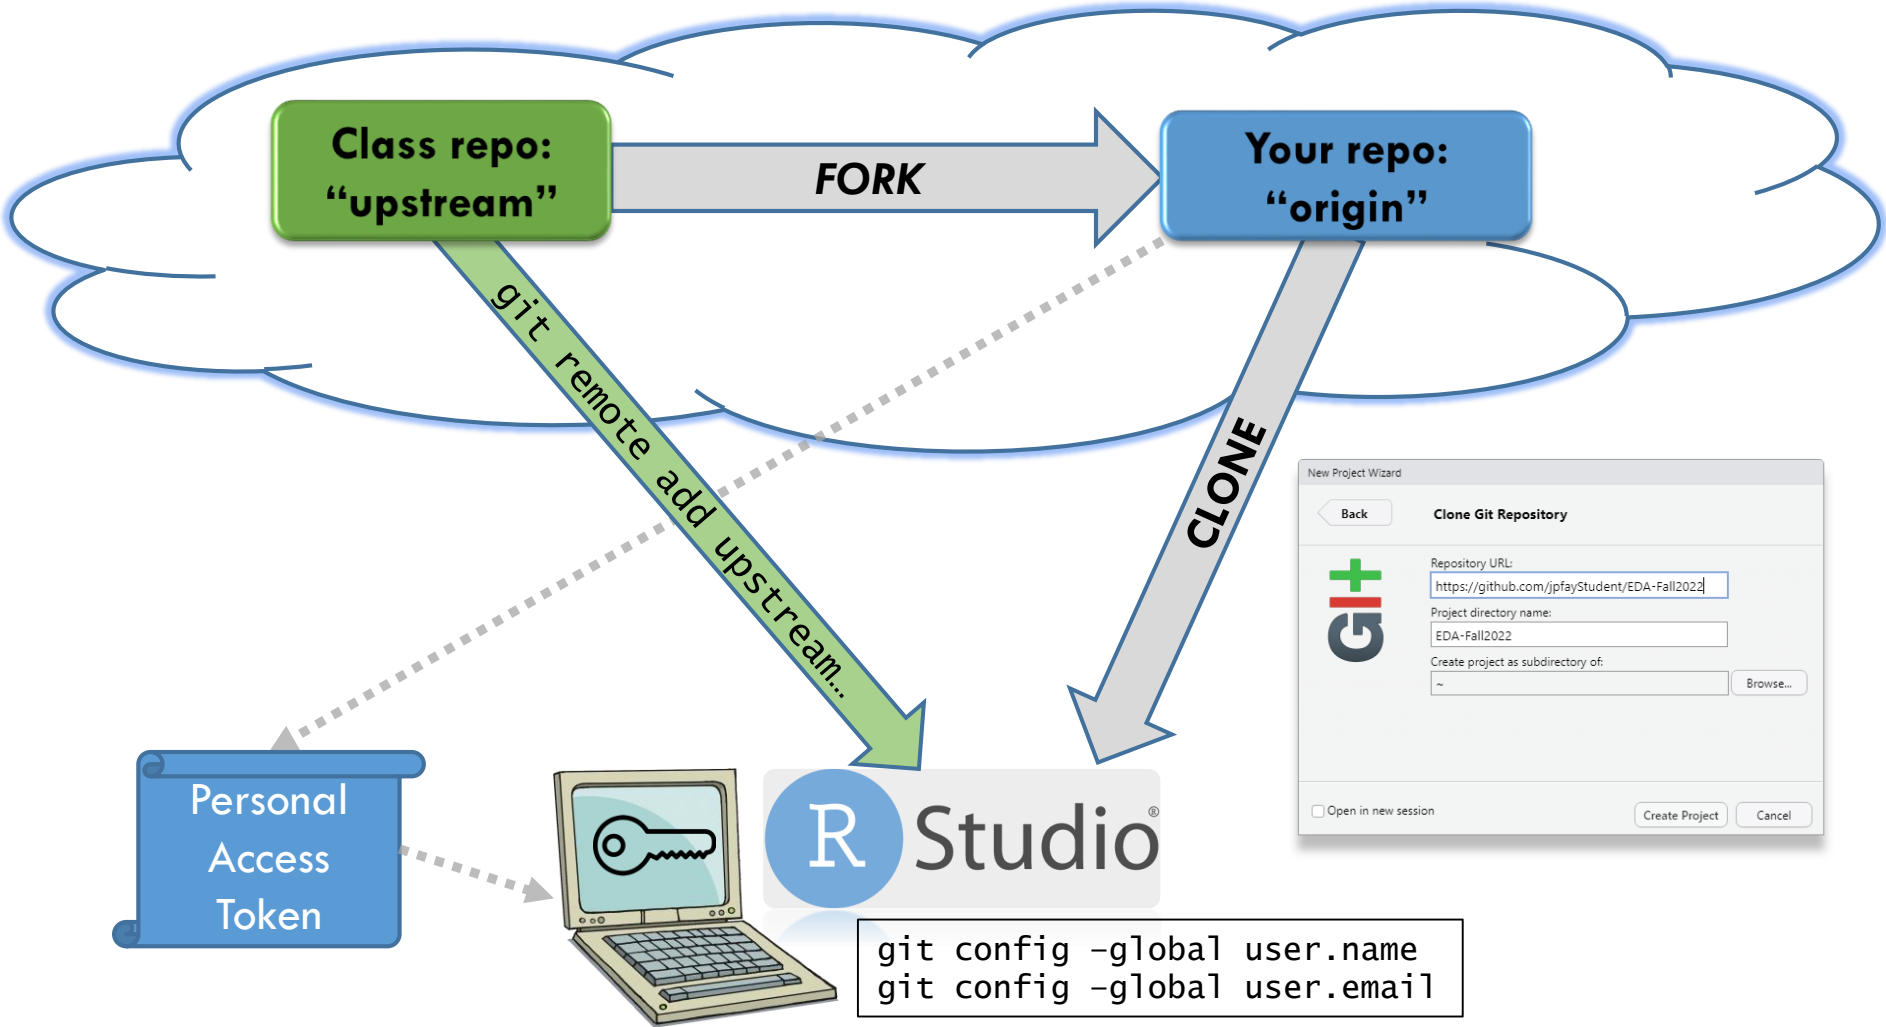 Class repo:
“upstream”
FORK
Your repo:
“origin”
git remote add upstream…
CLONE
New Project Wizard
Back
Clone Git Repository
Repository URL:
https://github.com/jpfayStudent/EDA-Fall2022
Project directory name:
EDA-Fall2022
Create project as subdirectory of:
~
Browse...
Git
Open in new session
Create Project
Cancel
Personal
Access
Token
R Studio®
git config –global user.name
git config –global user.email